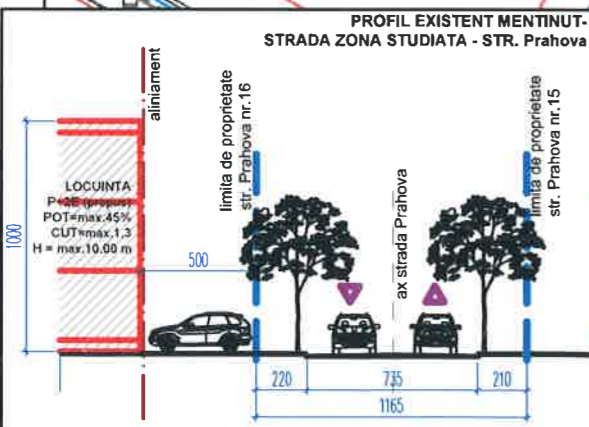 PROFIL EXISTENT MENTINUT-
STRADA ZONA STUDIATA - STR. Prahova
aliniament
limita de proprietate
str. Prahova nr.16
ax strada Prahova
limita de proprietate
str. Prahova nr.15
LOCUINTA
P+2E (propus)
POT=max.45%
CUT=max.1,3
H = max.10.00 m
1000
500
220
735
210
1165